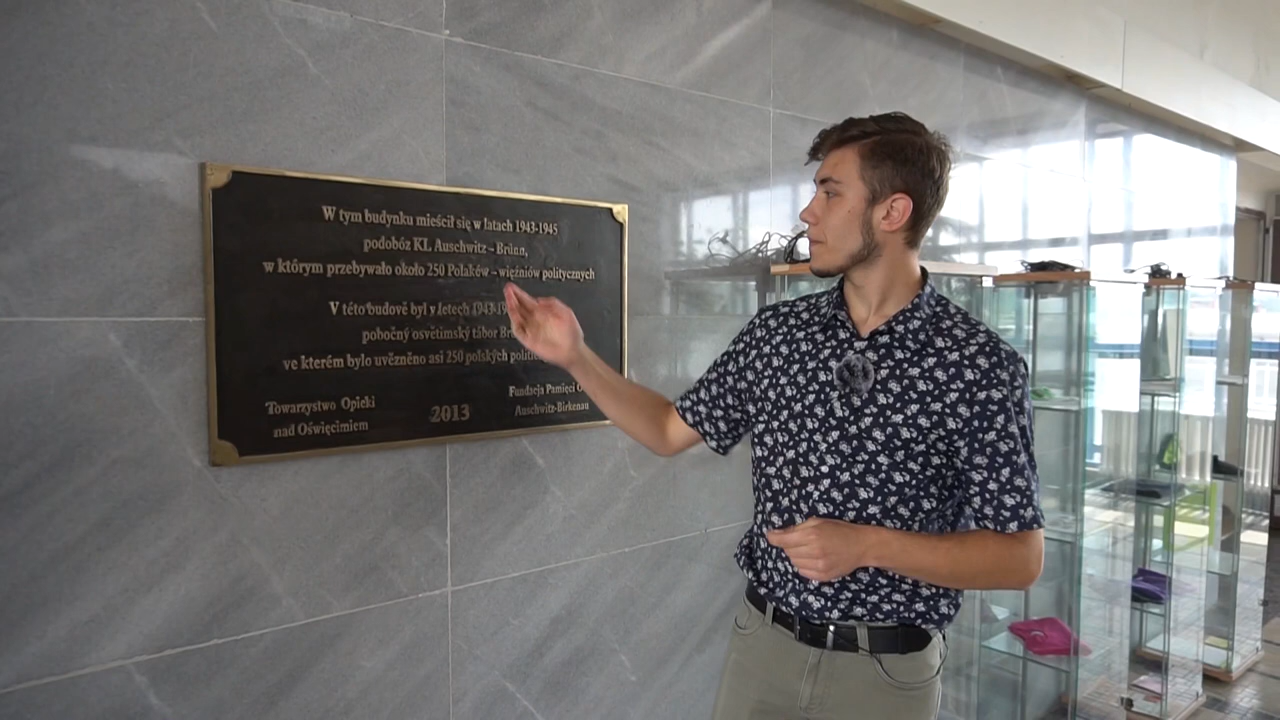 W tym budynku mieścił się w latach 1943-1945
podobóz KL Auschwitz – Brünn,
w którym przebywało około 250 Polaków – więźniów politycznych
V této budově byl v letech 1943-19
pobočný osvětimský tábor
ve kterém bylo uvězněno asi 250 polských
Towarzystwo Opieki
nad Oświęcimiem
2013
Fundacja Pamięci
Auschwitz-Birkenau